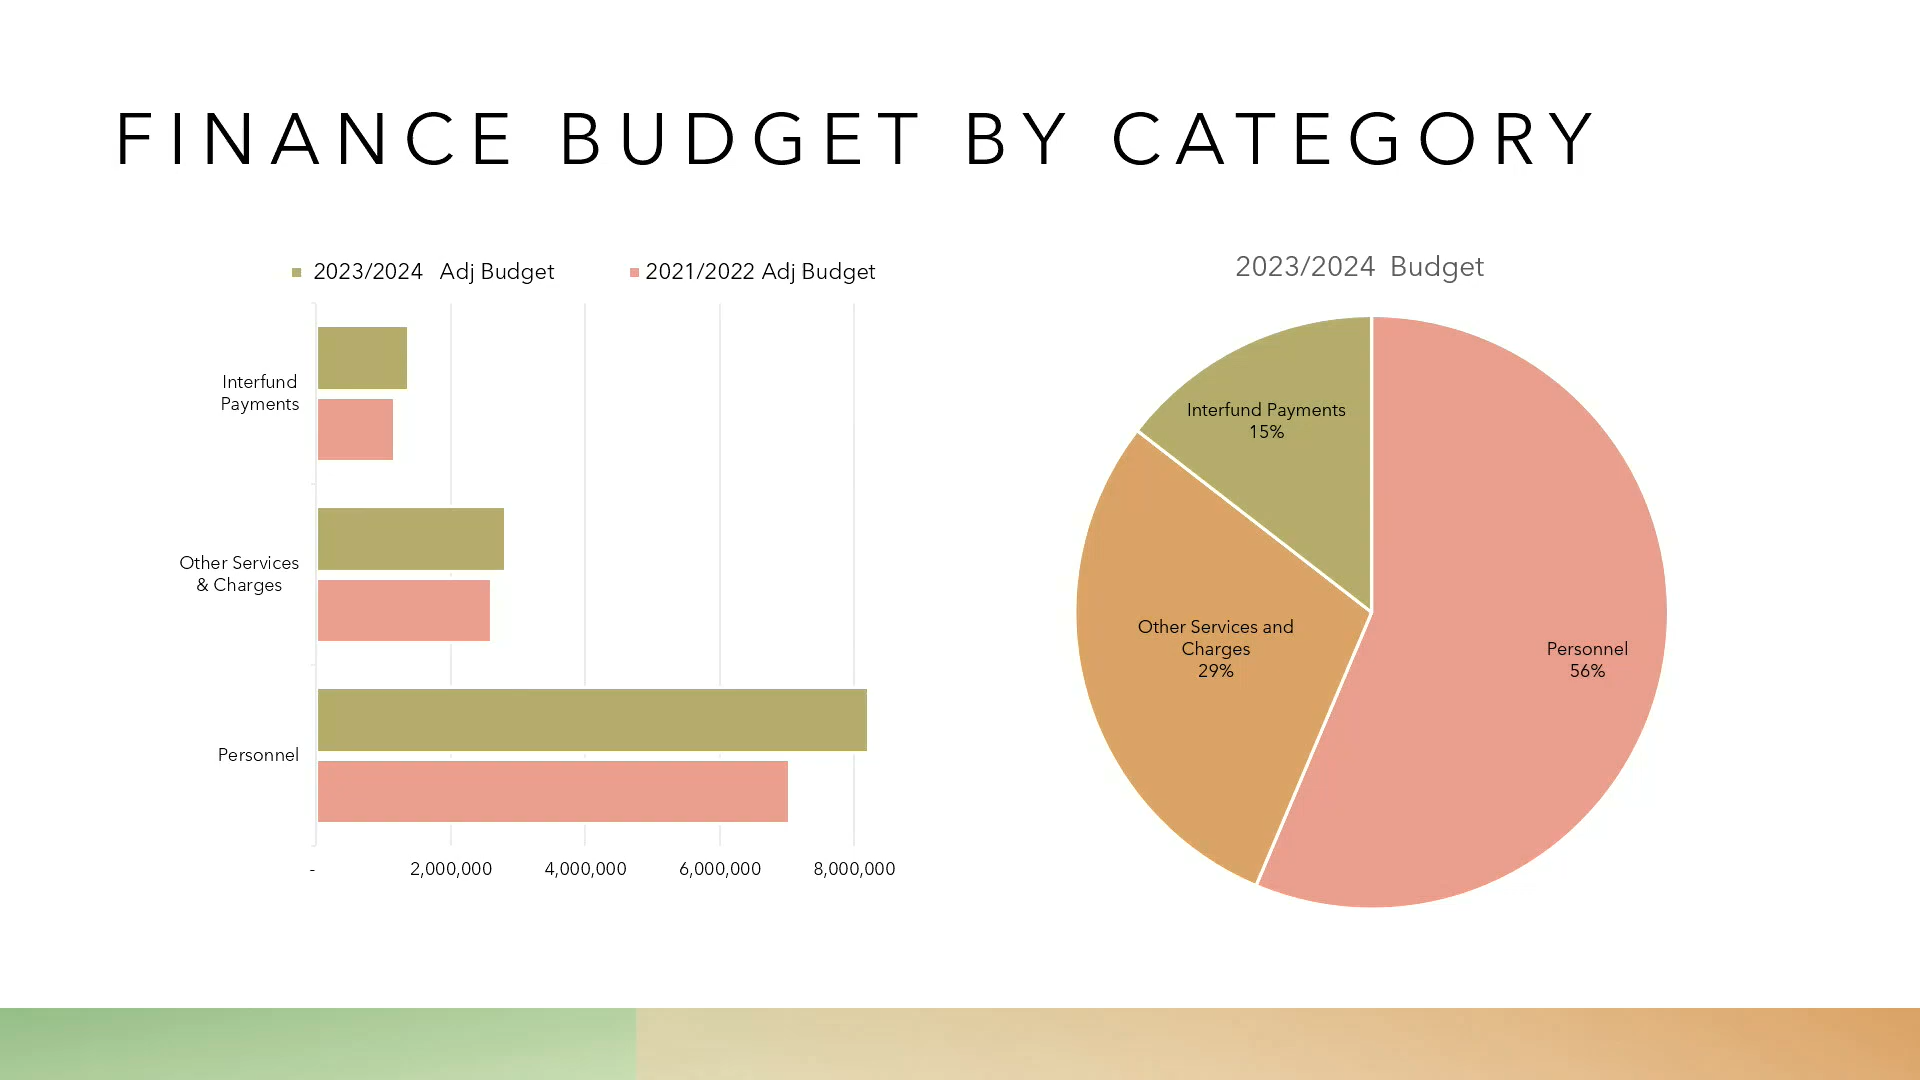 FINANCE BUDGET BY CATEGORY
2023/2024 Adj Budget
2021/2022 Adj Budget
Interfund
Payments
Other Services
& Charges
Personnel
-
2,000,000
4,000,000
6,000,000
8,000,000
2023/2024 Budget
Interfund Payments
15%
Other Services and
Charges
29%
Personnel
56%